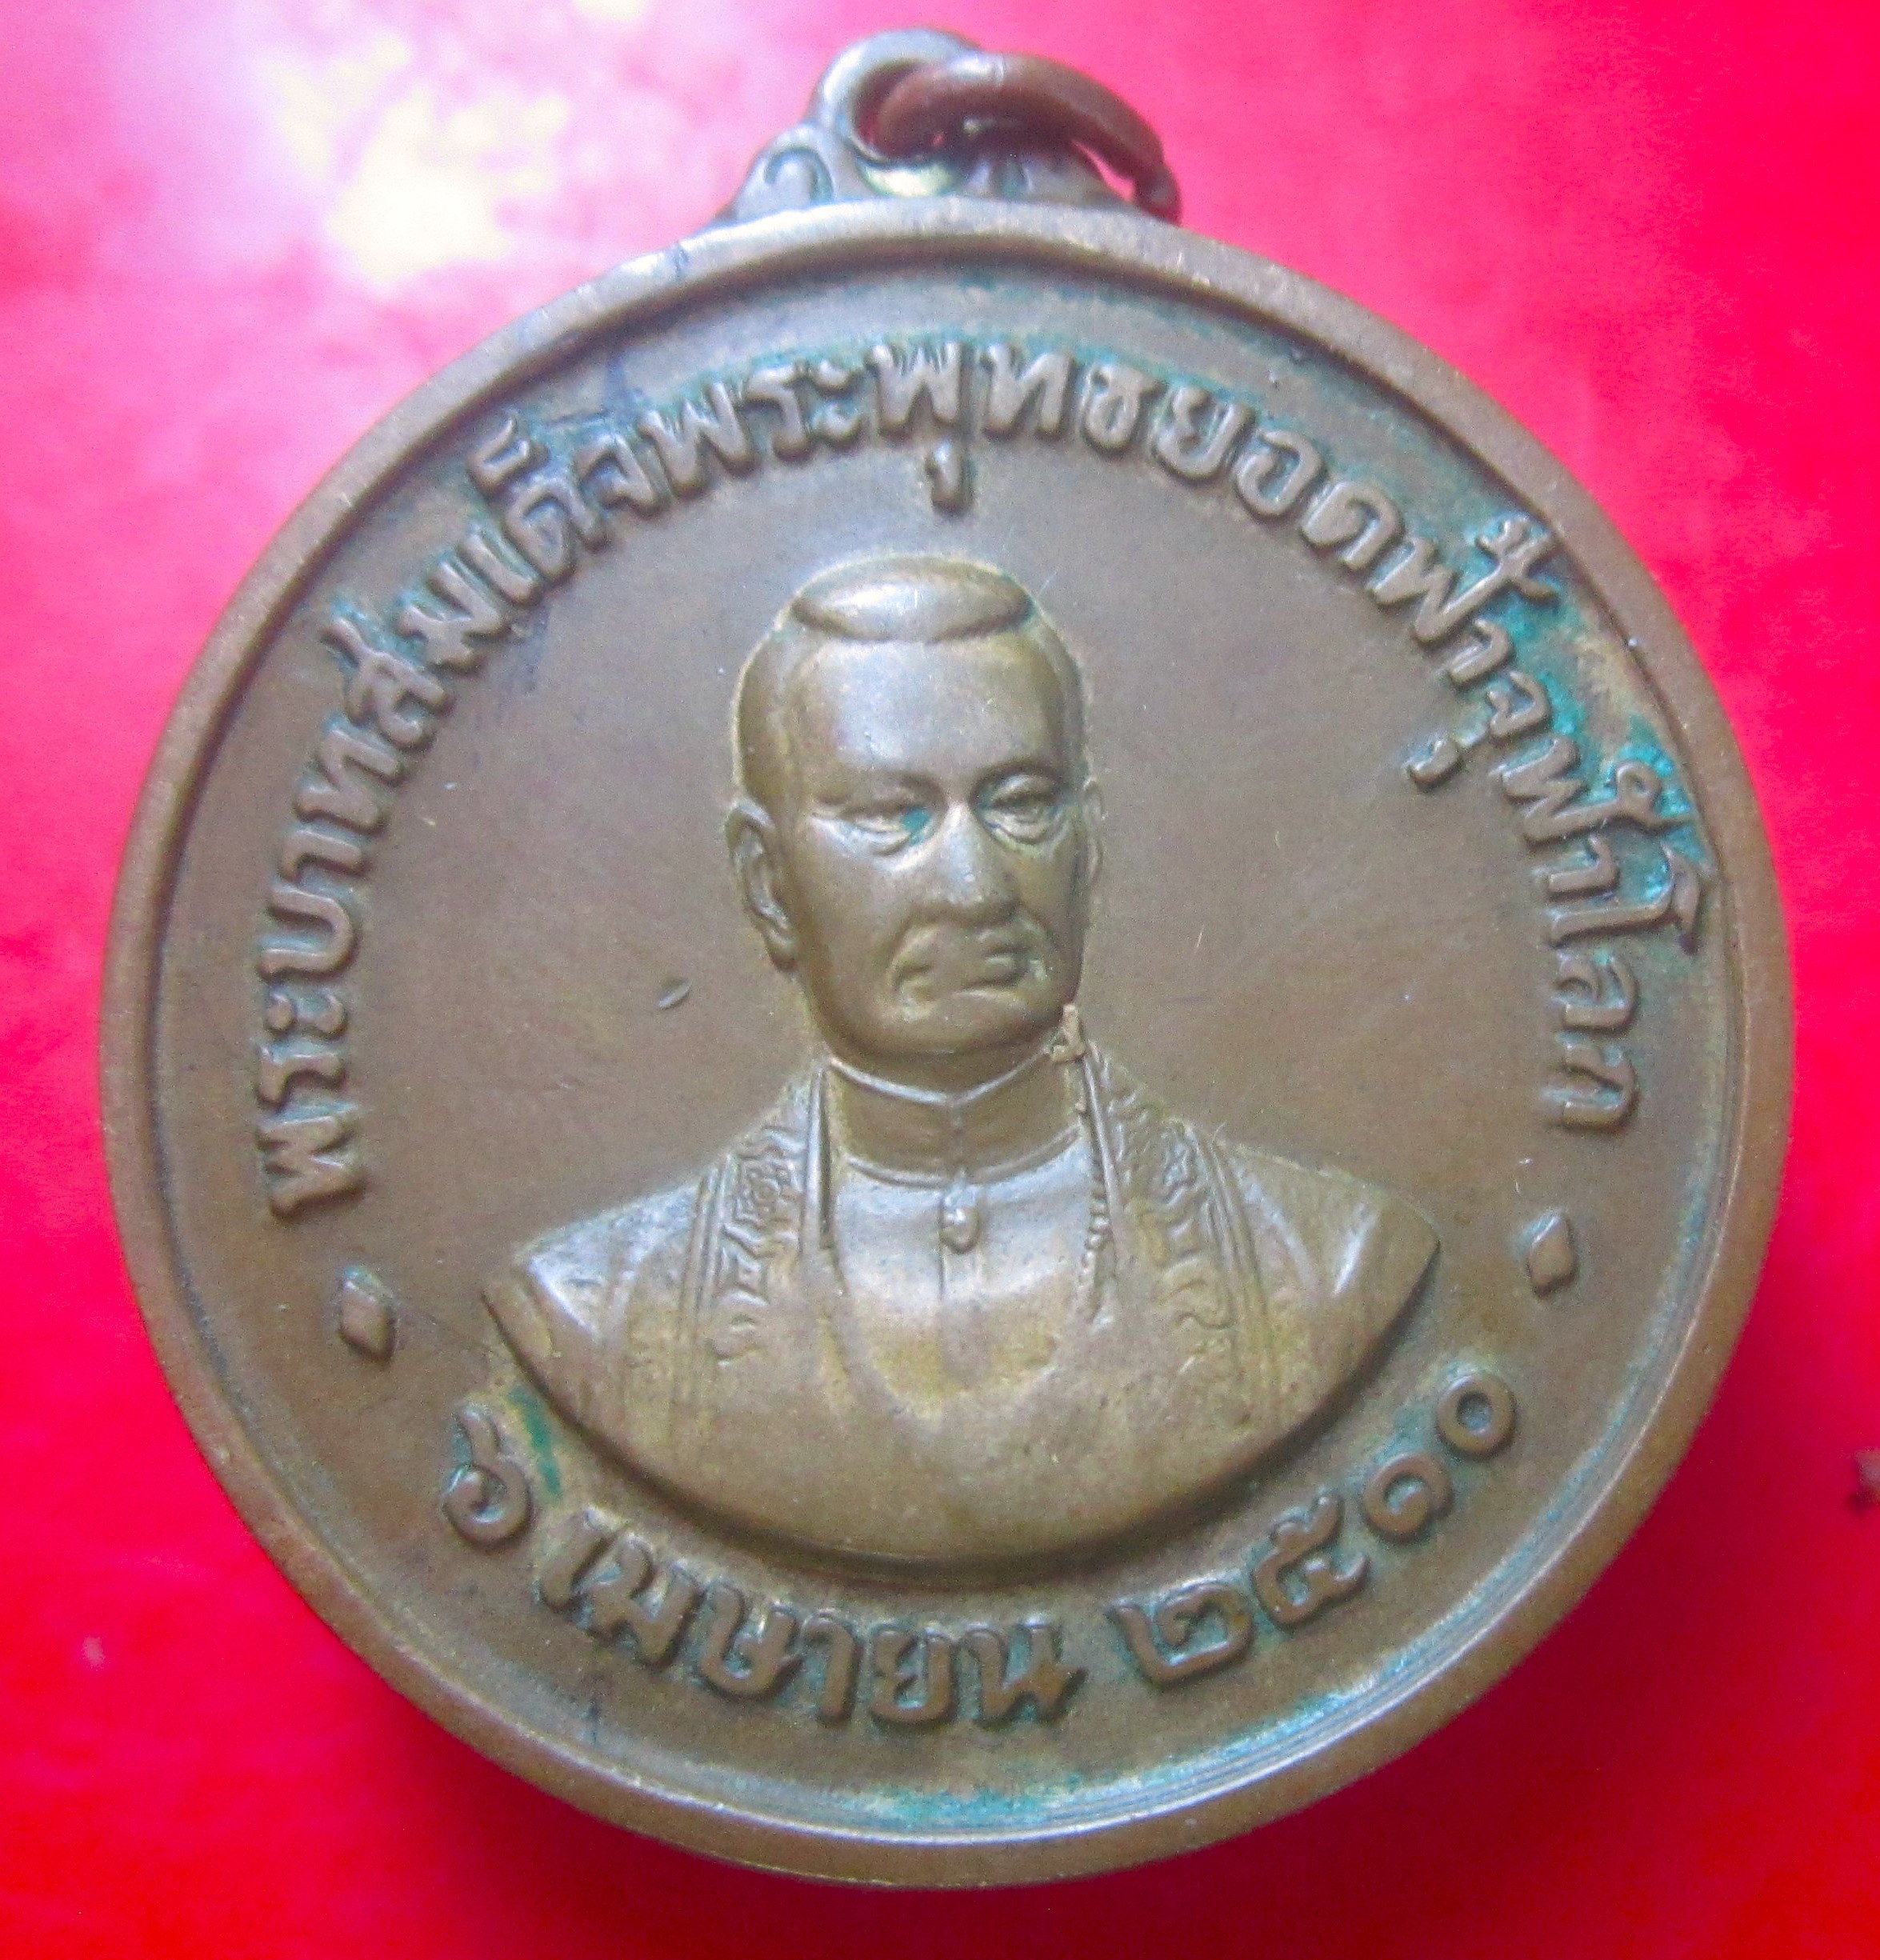 พระบาทสมเด็จพระพุทธยอดฟ้าจุฬาโลก
๖ เมษายน ๒๕๑๐